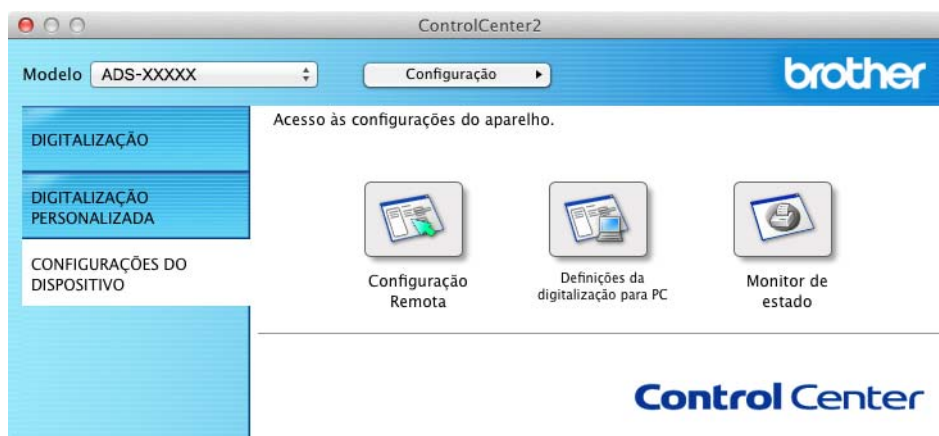 ControlCenter2
Modelo ADS-XXXXX Configuração brother
DIGITALIZAÇÃO
DIGITALIZAÇÃO
PERSONALIZADA
CONFIGURAÇÕES DO
DISPOSITIVO
Acesso às configurações do aparelho.
Configuração
Remota
Definições da
digitalização para PC
Monitor de
estado
Control Center